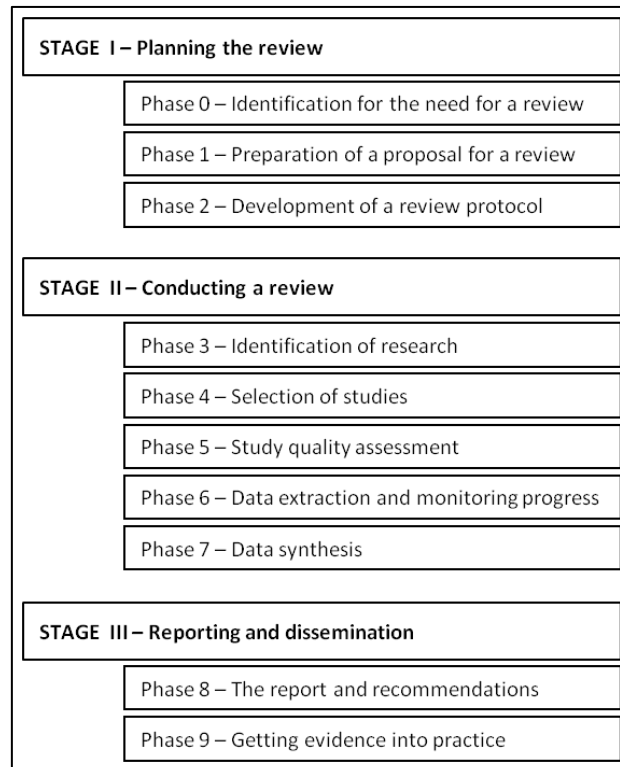 STAGE I – Planning the review
Phase 0 – Identification for the need for a review
Phase 1 – Preparation of a proposal for a review
Phase 2 – Development of a review protocol
STAGE II – Conducting a review
Phase 3 – Identification of research
Phase 4 – Selection of studies
Phase 5 – Study quality assessment
Phase 6 – Data extraction and monitoring progress
Phase 7 – Data synthesis
STAGE III – Reporting and dissemination
Phase 8 – The report and recommendations
Phase 9 – Getting evidence into practice